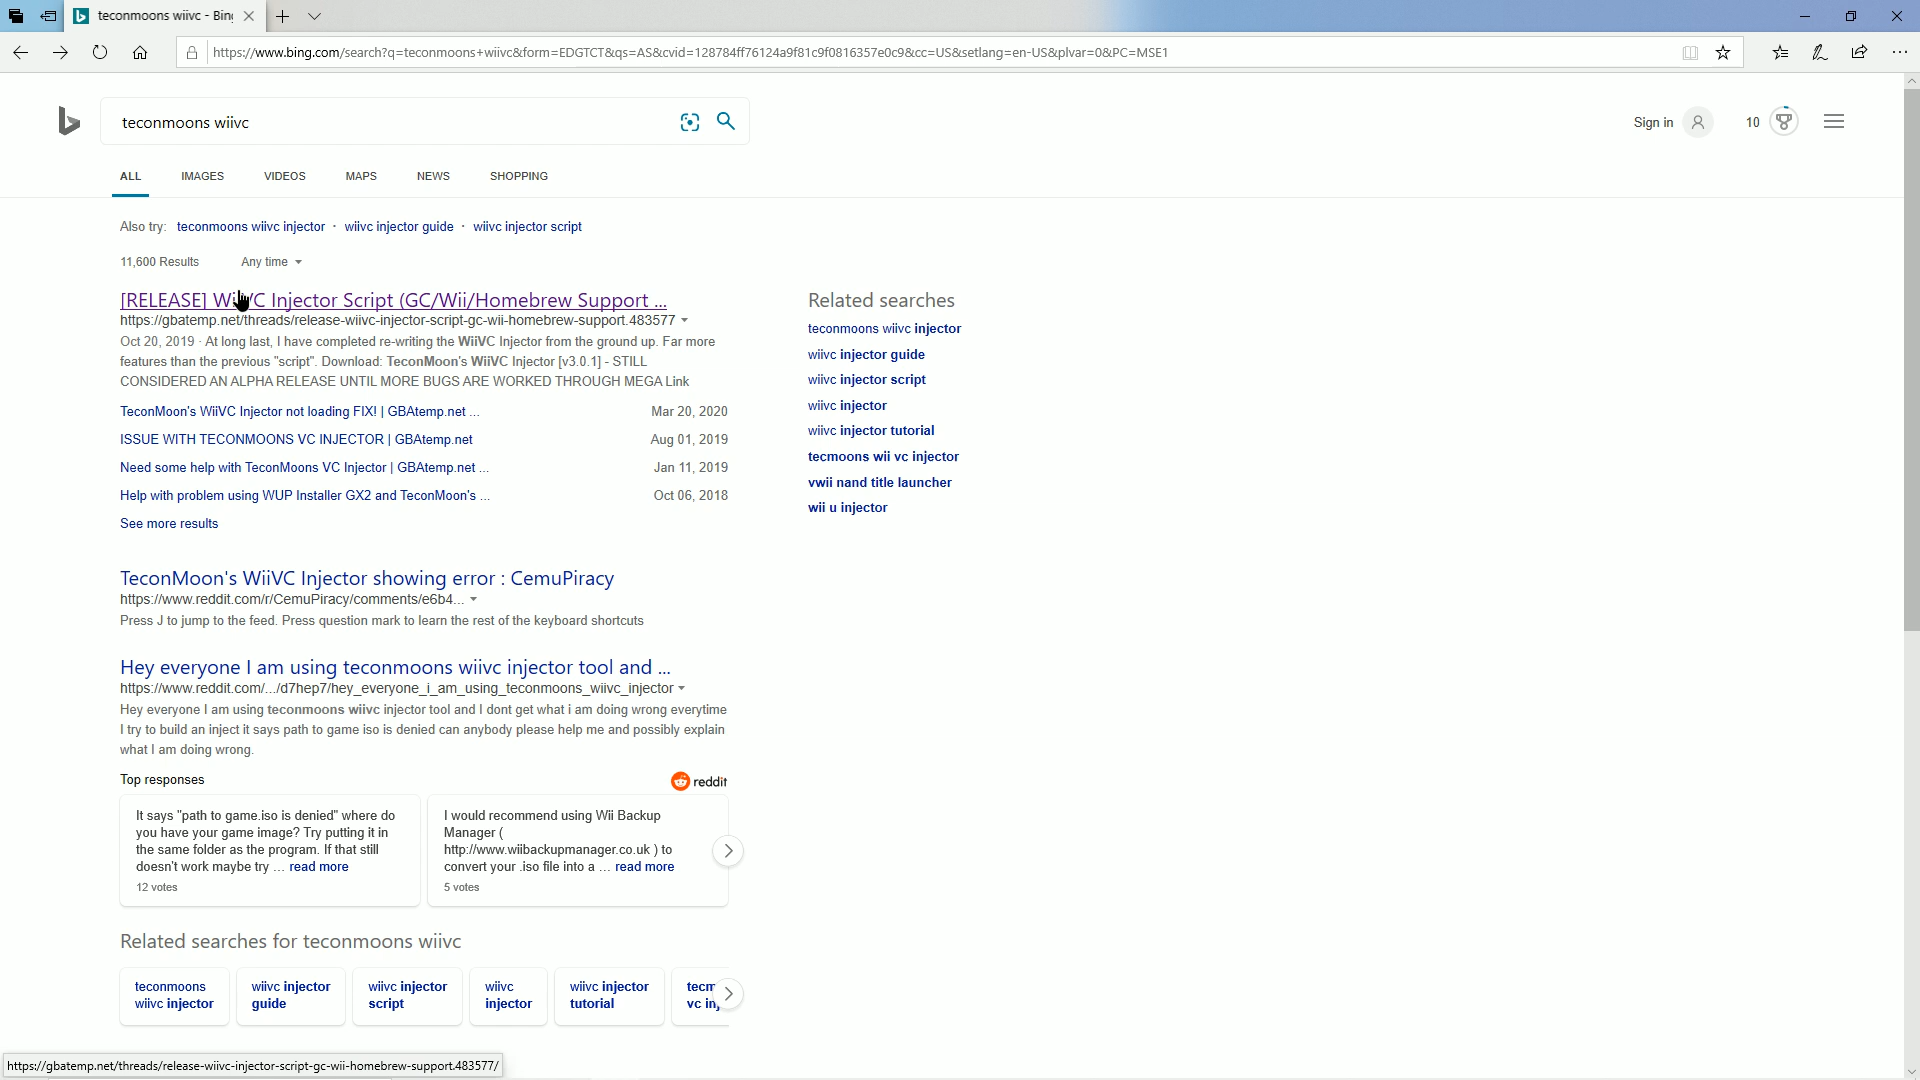 teconmoons wiivc - Bing
https://www.bing.com/search?q=teconmoons+wiivc&form=EDGTCT&qs=AS&cvid=128784ff76124a9f81c9f0816357e0c9&cc=US&setlang=en-US&plvar=0&PC=MSE1
teconmoons wiivc
Sign in
10
ALL IMAGES VIDEOS MAPS NEWS SHOPPING
Also try: teconmoons wiivc injector · wiivc injector guide · wiivc injector script
11,600 Results Any time
[RELEASE] WiiVC Injector Script (GC/Wii/Homebrew Support ...
https://gbatemp.net/threads/release-wiivc-injector-script-gc-wii-homebrew-support.483577
Oct 20, 2019 · At long last, I have completed re-writing the WiiVC Injector from the ground up. Far more
features than the previous "script". Download: TeconMoon's WiiVC Injector [v3.0.1] - STILL
CONSIDERED AN ALPHA RELEASE UNTIL MORE BUGS ARE WORKED THROUGH MEGA Link
TeconMoon's WiiVC Injector not loading FIX! | GBAtemp.net ... Mar 20, 2020
ISSUE WITH TECONMOONS VC INJECTOR | GBAtemp.net Aug 01, 2019
Need some help with TeconMoons VC Injector | GBAtemp.net ... Jan 11, 2019
Help with problem using WUP Installer GX2 and TeconMoon's ... Oct 06, 2018
See more results
TeconMoon's WiiVC Injector showing error : CemuPiracy
https://www.reddit.com/r/CemuPiracy/comments/e6b4...
Press J to jump to the feed. Press question mark to learn the rest of the keyboard shortcuts
Hey everyone I am using teconmoons wiivc injector tool and ...
https://www.reddit.com/.../d7hep7/hey_everyone_i_am_using_teconmoons_wiivc_injector
Hey everyone I am using teconmoons wiivc injector tool and I dont get what i am doing wrong everytime
I try to build an inject it says path to game iso is denied can anybody please help me and possibly explain
what I am doing wrong.
Top responses
reddit
It says "path to game.iso is denied" where do
you have your game image? Try putting it in
the same folder as the program. If that still
doesn't work maybe try ... read more
12 votes
I would recommend using Wii Backup
Manager (
http://www.wiibackupmanager.co.uk ) to
convert your .iso file into a ... read more
5 votes
Related searches for teconmoons wiivc
teconmoons
wiivc injector
wiivc injector
guide
wiivc injector
script
wiivc
injector
wiivc injector
tutorial
tecm
vc inj
Related searches
teconmoons wiivc injector
wiivc injector guide
wiivc injector script
wiivc injector
wiivc injector tutorial
tecmoons wii vc injector
vwii nand title launcher
wii u injector
https://gbatemp.net/threads/release-wiivc-injector-script-gc-wii-homebrew-support.483577/